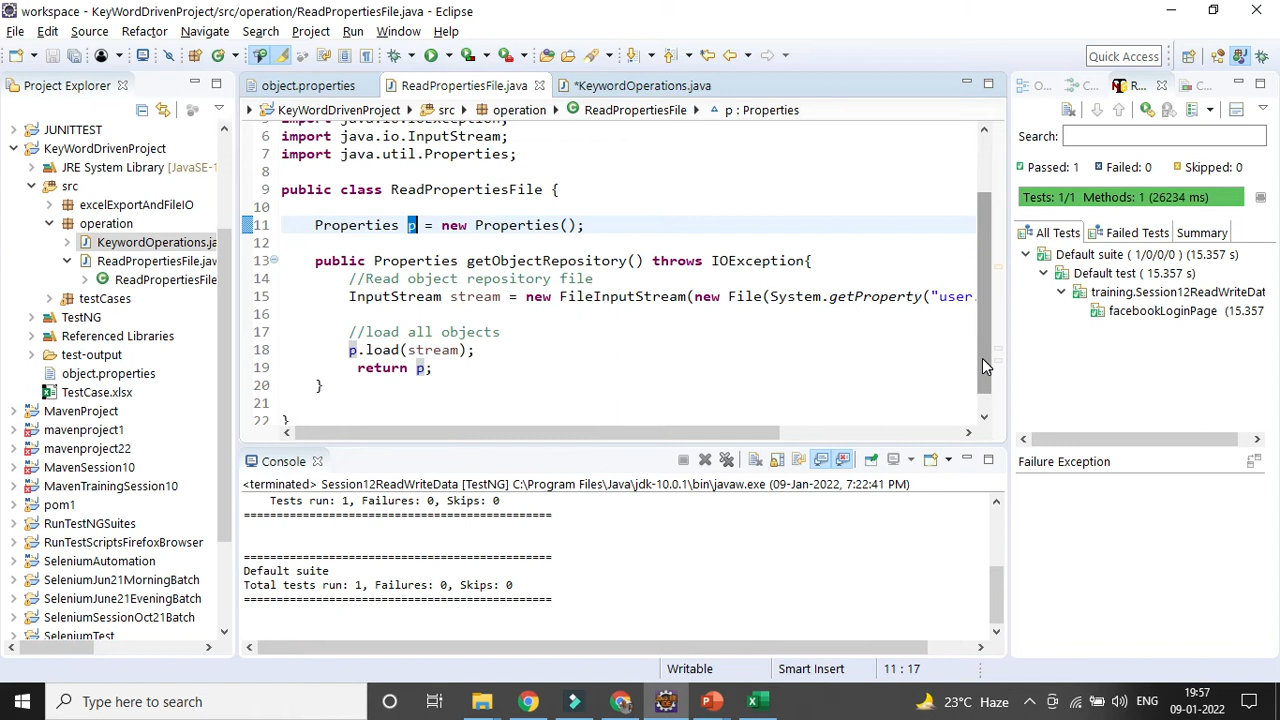 workspace - KeyWordDrivenProject/src/operation/ReadPropertiesFile.java - Eclipse
File Edit Source Refactor Navigate Search Project Run Window Help
Quick Access
Project Explorer
JUNITTEST
KeyWordDrivenProject
JRE System Library [JavaSE-1
src
excelExportAndFileIO
operation
KeywordOperations.ja
ReadPropertiesFile.jav
ReadPropertiesFile
testCases
TestNG
Referenced Libraries
test-output
object.properties
TestCase.xlsx
MavenProject
mavenproject1
mavenproject22
MavenSession10
MavenTrainingSession10
pom1
RunTestNGSuites
RunTestScriptsFirefoxBrowser
SeleniumAutomation
SeleniumJun21MorningBatch
SeleniumJune21EveningBatch
SeleniumSessionOct21Batch
SeleniumTest
object.properties ReadPropertiesFile.java *KeywordOperations.java
KeyWordDrivenProject src operation ReadPropertiesFile p : Properties
6 import java.io.InputStream;
7 import java.util.Properties;
8
9 public class ReadPropertiesFile {
10
11 Properties p = new Properties();
12
13 public Properties getObjectRepository() throws IOException{
14 //Read object repository file
15 InputStream stream = new FileInputStream(new File(System.getProperty("user.
16
17 //load all objects
18 p.load(stream);
19 return p;
20 }
21
22 }
Console
<terminated> Session12ReadWriteData [TestNG] C:\Program Files\Java\jdk-10.0.1\bin\javaw.exe (09-Jan-2022, 7:22:41 PM)
Tests run: 1, Failures: 0, Skips: 0
===============================================
===============================================
Default suite
Total tests run: 1, Failures: 0, Skips: 0
===============================================
O... C... R... C...
Search:
Passed: 1 Failed: 0 Skipped: 0
Tests: 1/1 Methods: 1 (26234 ms)
All Tests Failed Tests Summary
Default suite ( 1/0/0/0 ) (15.357 s)
Default test ( 15.357 s)
training.Session12ReadWriteDat
facebookLoginPage (15.357
Failure Exception
Writable Smart Insert 11 : 17
Type here to search
23°C Haze
ENG
19:57
09-01-2022